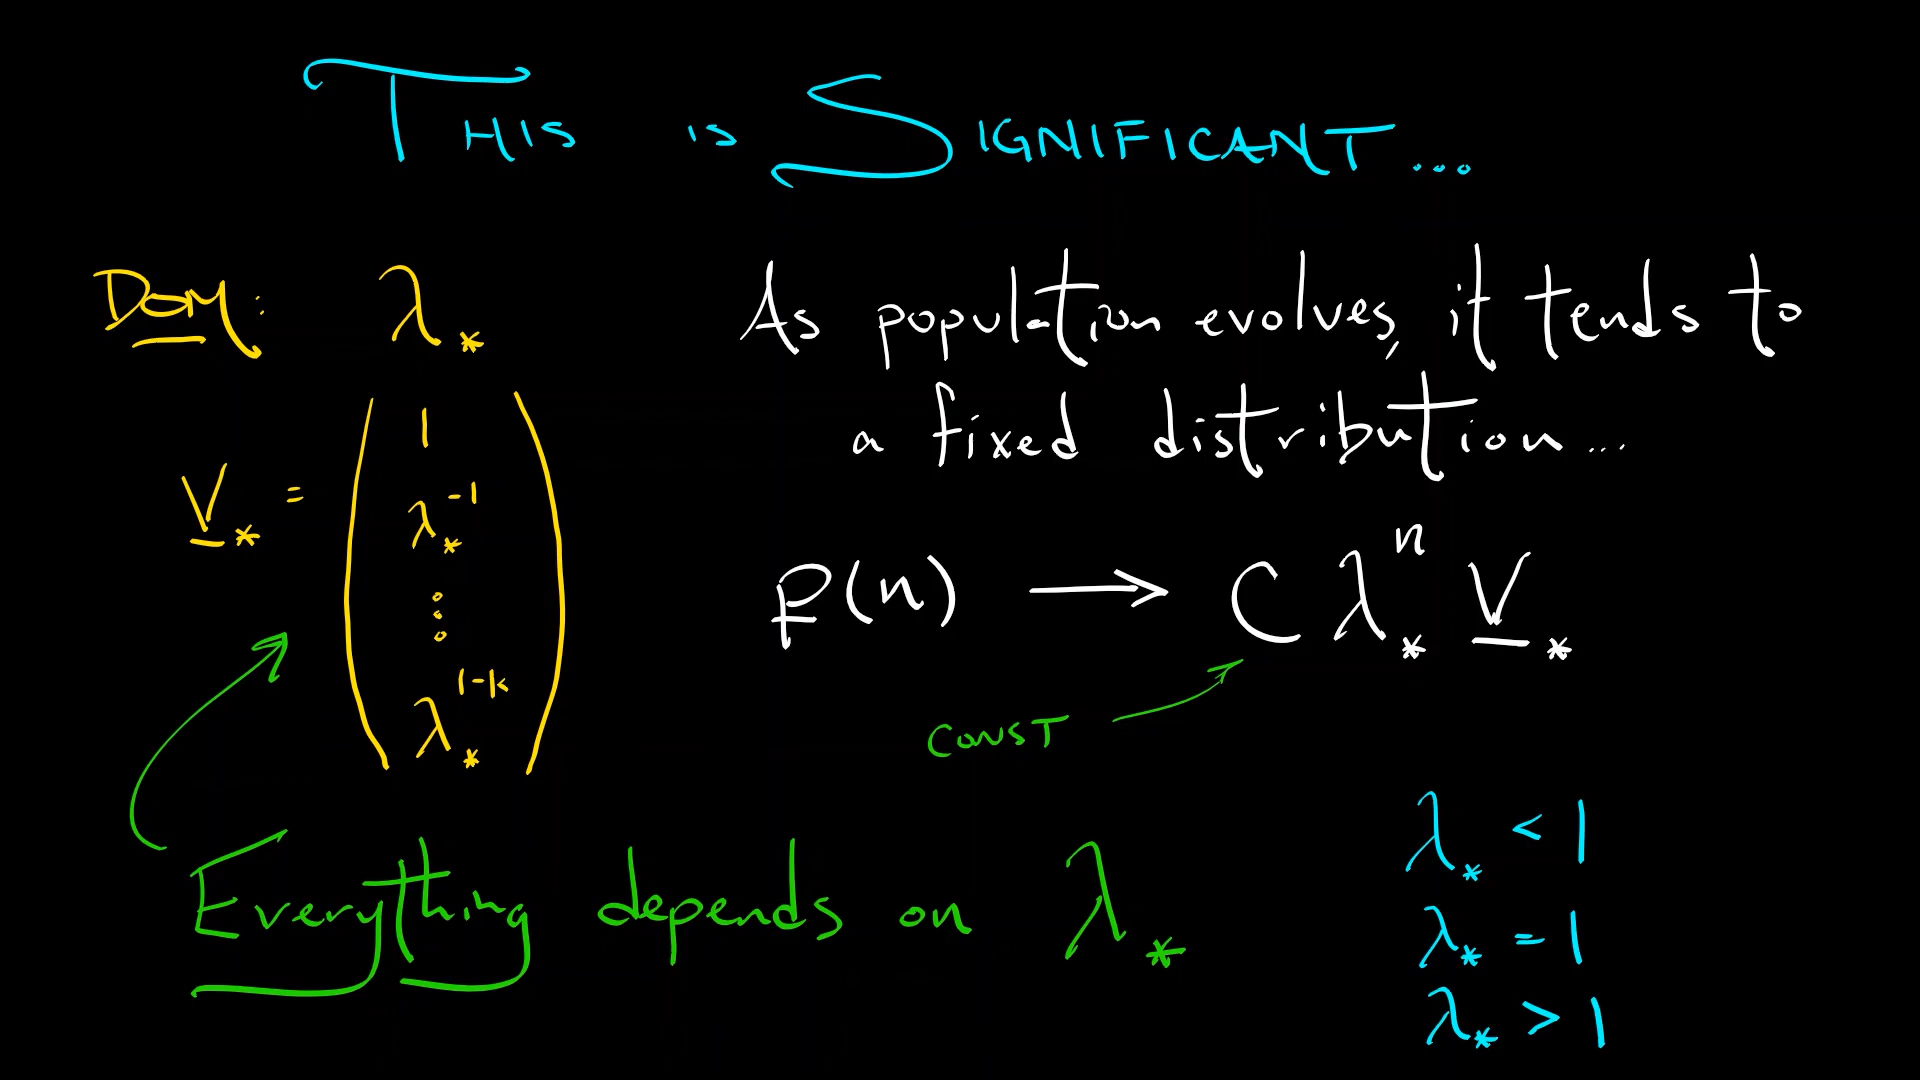 THIS IS SIGNIFICANT...
DOM: λ*
As population evolves, it tends to
a fixed distribution...
V* = ( 1
λ*^-1
⋮
λ*^1-k )
P(n) → C λ*^n V*
CONST
Everything depends on λ*
λ* < 1
λ* = 1
λ* > 1